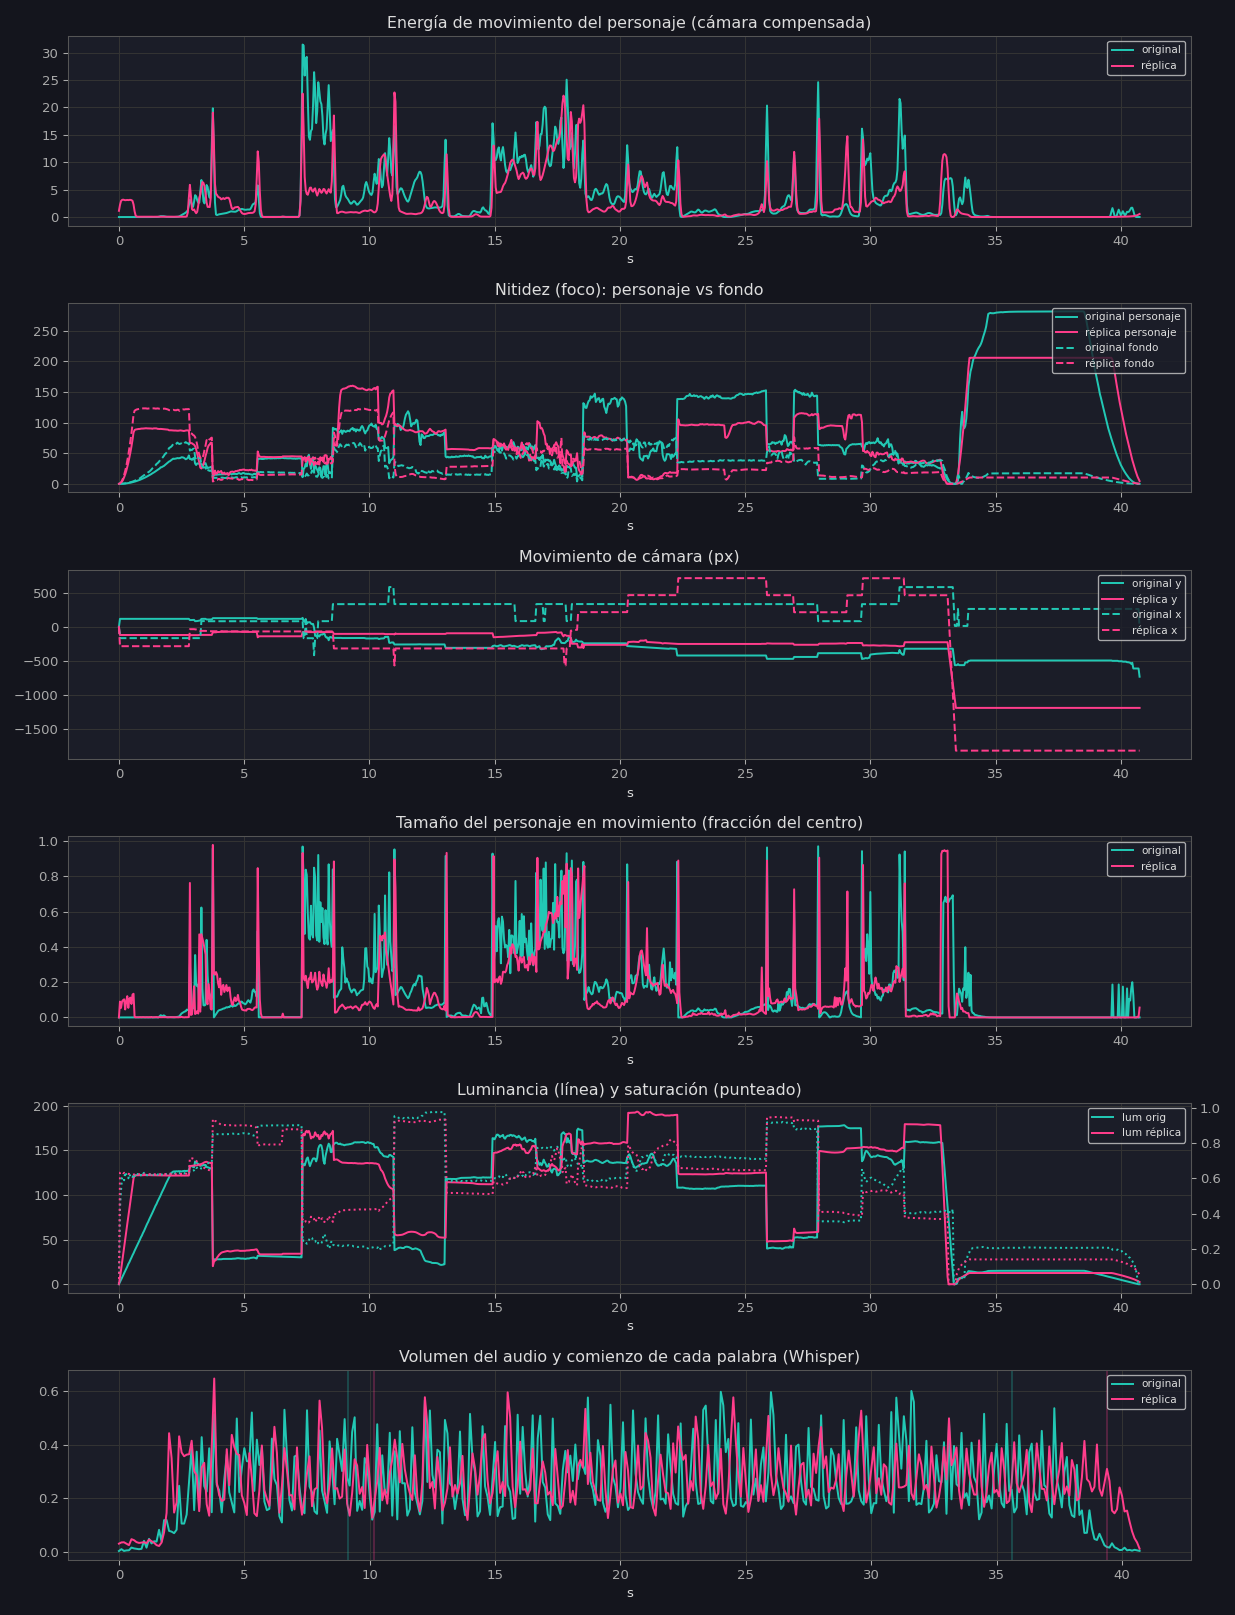 Energía de movimiento del personaje (cámara compensada)
original
réplica
30
25
20
15
10
5
0
0 5 10 15 20 25 30 35 40
s
Nitidez (foco): personaje vs fondo
original personaje
réplica personaje
original fondo
réplica fondo
250
200
150
100
50
0
0 5 10 15 20 25 30 35 40
s
Movimiento de cámara (px)
original y
réplica y
original x
réplica x
500
0
−500
−1000
−1500
0 5 10 15 20 25 30 35 40
s
Tamaño del personaje en movimiento (fracción del centro)
original
réplica
1.0
0.8
0.6
0.4
0.2
0.0
0 5 10 15 20 25 30 35 40
s
Luminancia (línea) y saturación (punteado)
lum orig
lum réplica
200
150
100
50
0
1.0
0.8
0.6
0.4
0.2
0.0
0 5 10 15 20 25 30 35 40
s
Volumen del audio y comienzo de cada palabra (Whisper)
original
réplica
0.6
0.4
0.2
0.0
0 5 10 15 20 25 30 35 40
s